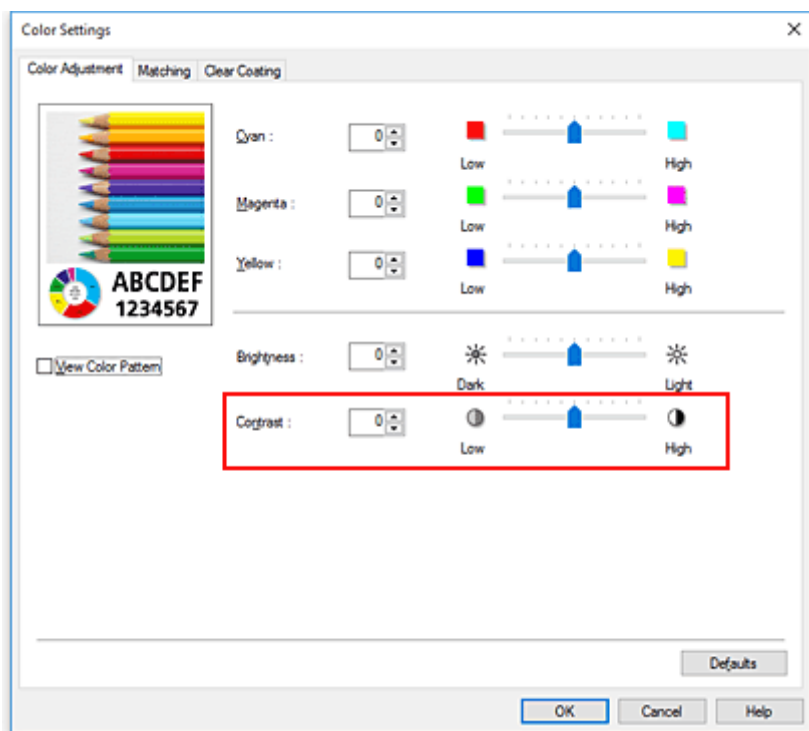 Color Settings
Color Adjustment Matching Clear Coating
Cyan : 0
Low High
Magenta : 0
Low High
Yellow : 0
Low High
ABCDEF
1234567
View Color Pattern
Brightness : 0
Dark Light
Contrast : 0
Low High
Defaults
OK Cancel Help